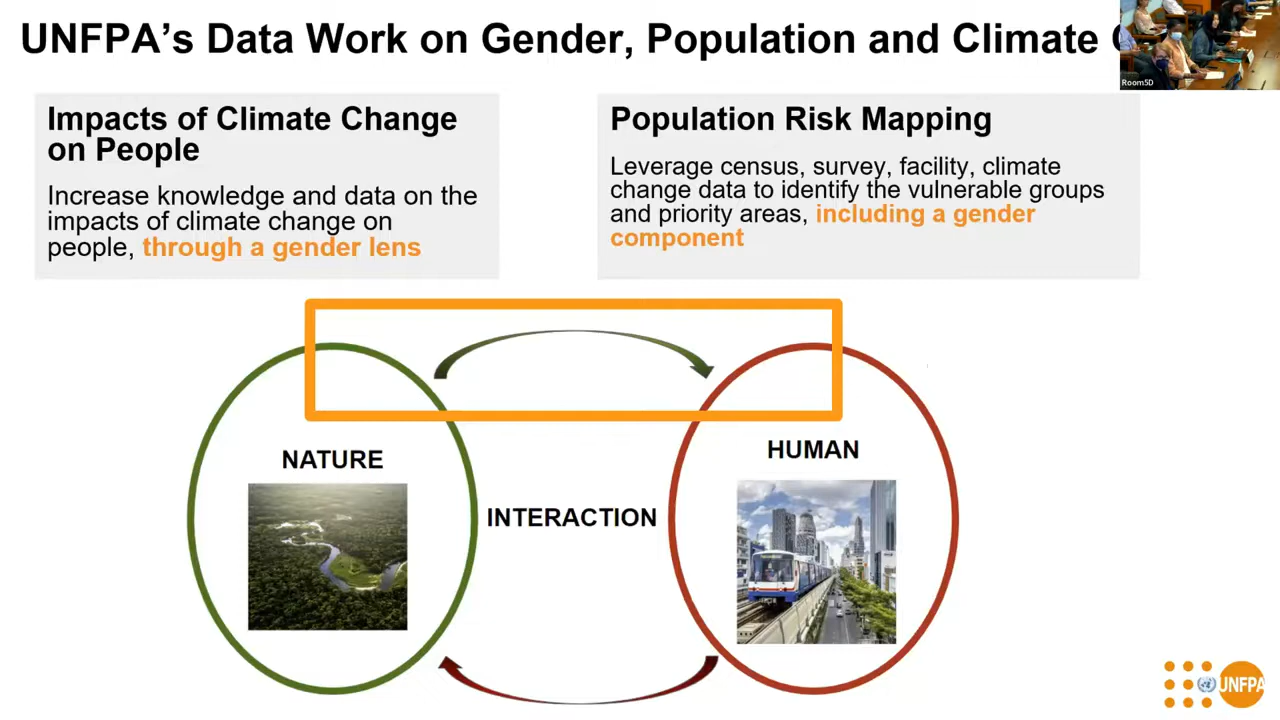 UNFPA's Data Work on Gender, Population and Climate
Room5D
Impacts of Climate Change
on People
Increase knowledge and data on the
impacts of climate change on
people, through a gender lens
Population Risk Mapping
Leverage census, survey, facility, climate
change data to identify the vulnerable groups
and priority areas, including a gender
component
NATURE
INTERACTION
HUMAN
UNFPA